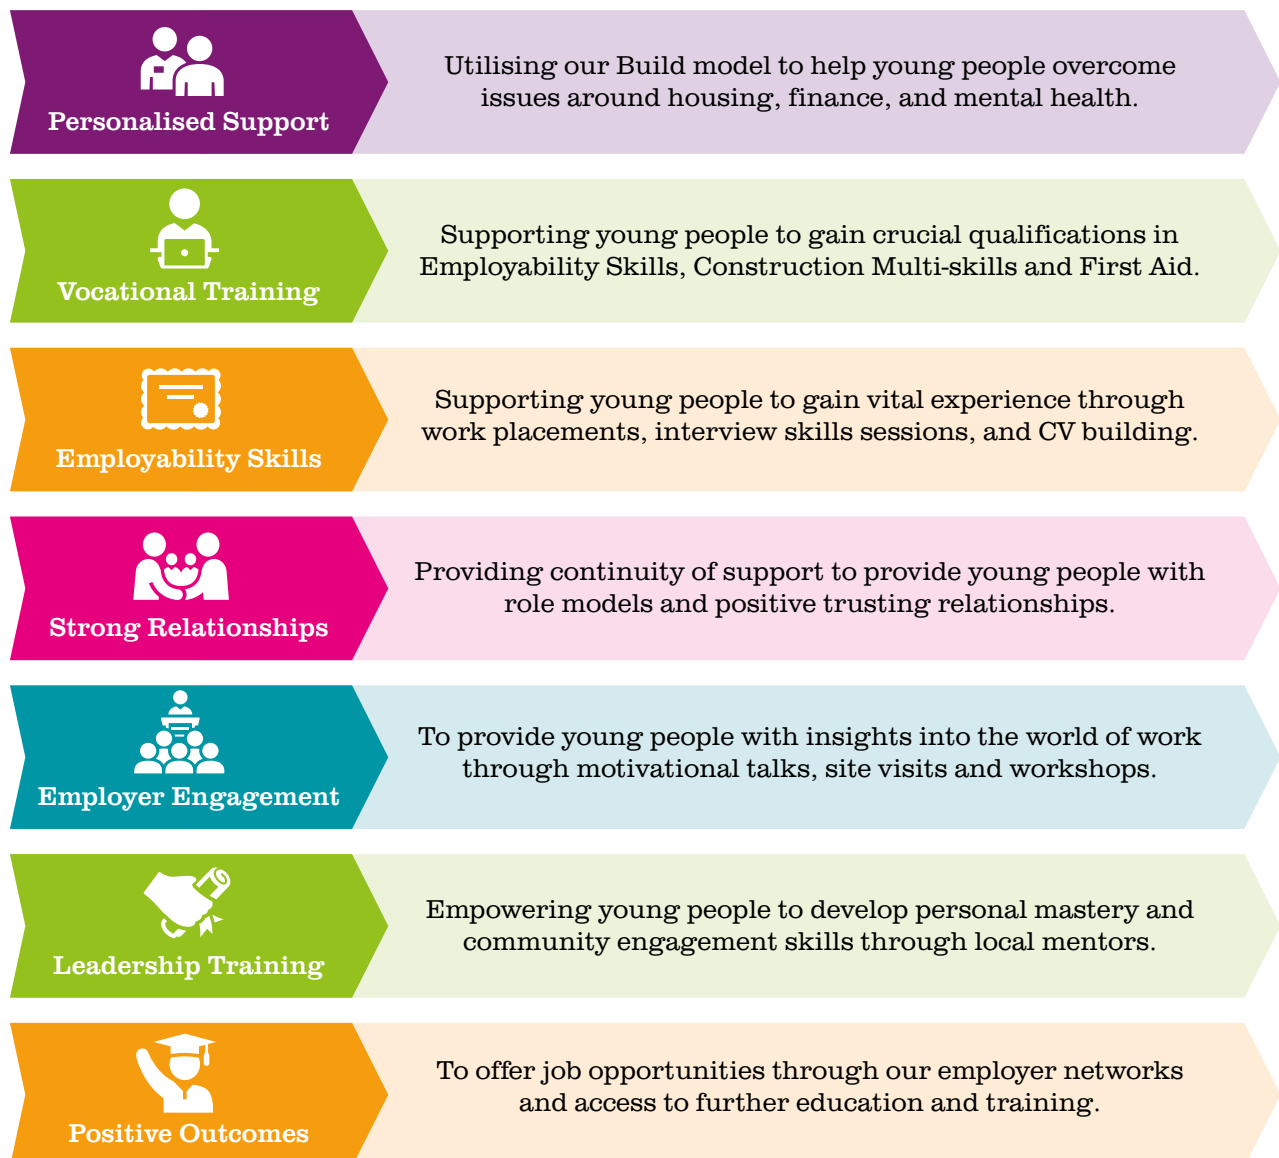 Personalised Support
Utilising our Build model to help young people overcome
issues around housing, finance, and mental health.
Vocational Training
Supporting young people to gain crucial qualifications in
Employability Skills, Construction Multi-skills and First Aid.
Employability Skills
Supporting young people to gain vital experience through
work placements, interview skills sessions, and CV building.
Strong Relationships
Providing continuity of support to provide young people with
role models and positive trusting relationships.
Employer Engagement
To provide young people with insights into the world of work
through motivational talks, site visits and workshops.
Leadership Training
Empowering young people to develop personal mastery and
community engagement skills through local mentors.
Positive Outcomes
To offer job opportunities through our employer networks
and access to further education and training.